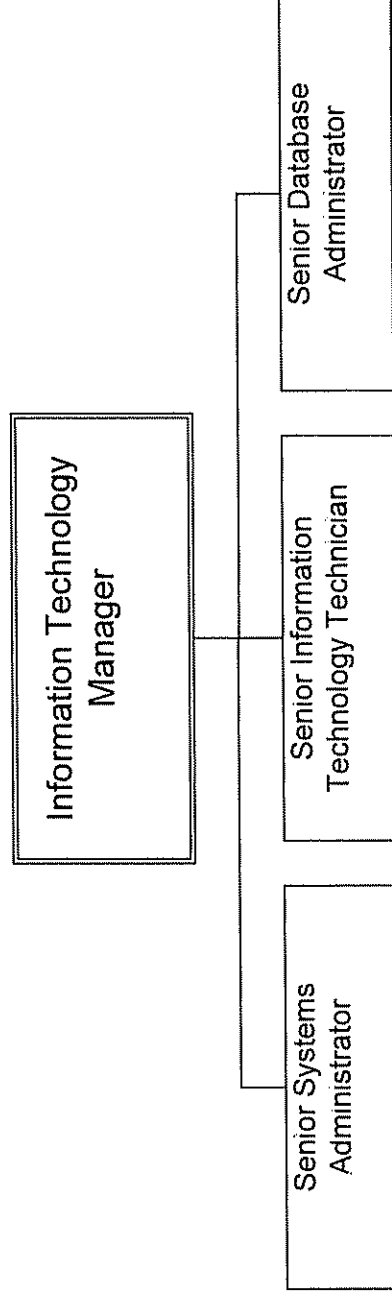 Information Technology
Manager
Senior Systems
Administrator
Senior Information
Technology Technician
Senior Database
Administrator